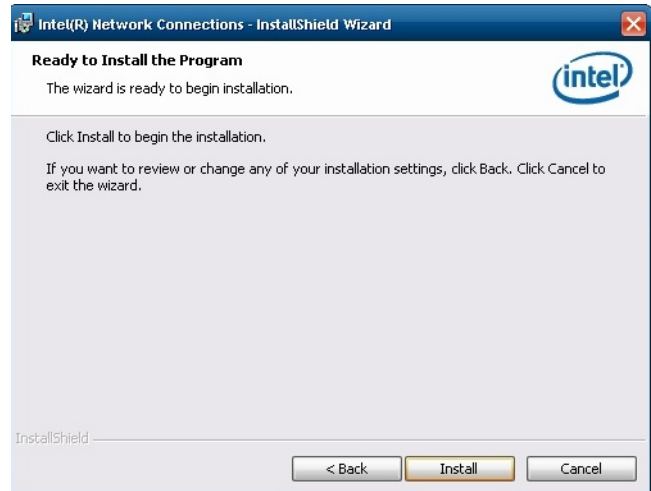 Intel(R) Network Connections - InstallShield Wizard
Ready to Install the Program
The wizard is ready to begin installation.
intel
Click Install to begin the installation.
If you want to review or change any of your installation settings, click Back. Click Cancel to
exit the wizard.
InstallShield
< Back
Install
Cancel